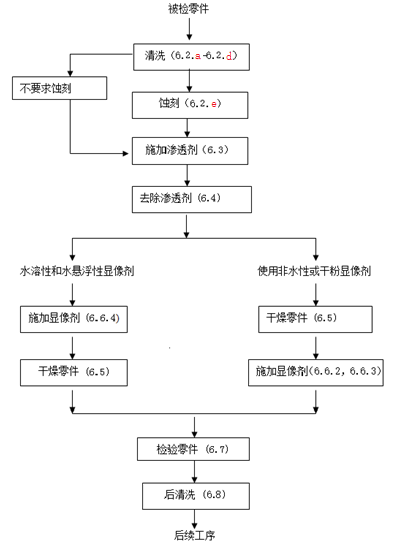 被检零件
清洗（6.2.a-6.2.d）
不要求蚀刻
蚀刻（6.2.e）
施加渗透剂（6.3）
去除渗透剂（6.4）
水溶性和水悬浮性显像剂
使用非水性或干粉显像剂
施加显像剂（6.6.4）
干燥零件（6.5）
干燥零件（6.5）
施加显像剂（6.6.2，6.6.3）
检验零件（6.7）
后清洗（6.8）
后续工序